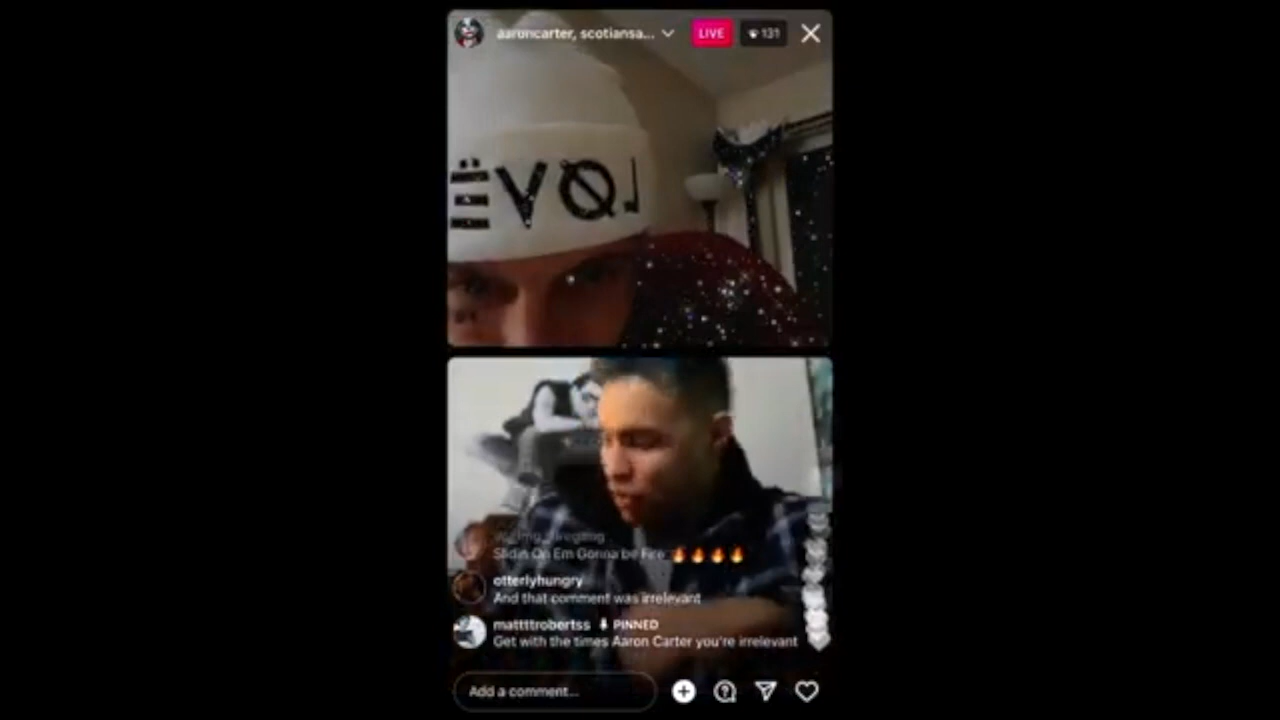 aaroncarter, scotiansa...
LIVE
131
ËVØL
Slidin On Em Gonna be Fire 🔥🔥🔥🔥
otterlyhungry
And that comment was irrelevant
mattttrobertss PINNED
Get with the times Aaron Carter you're irrelevant
Add a comment...